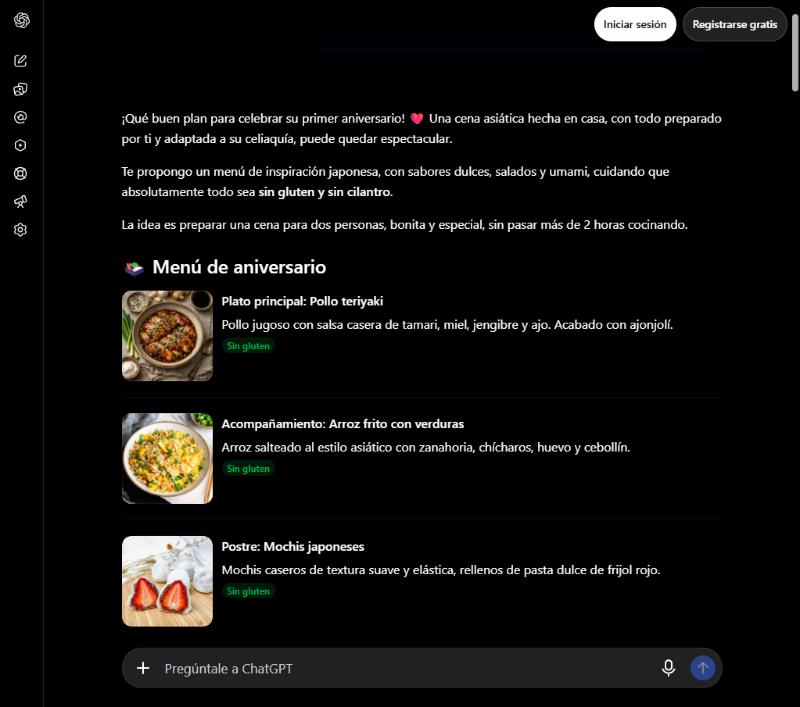 Iniciar sesión
Registrarse gratis
¡Qué buen plan para celebrar su primer aniversario! ❤️ Una cena asiática hecha en casa, con todo preparado
por ti y adaptada a su celiaquía, puede quedar espectacular.
Te propongo un menú de inspiración japonesa, con sabores dulces, salados y umami, cuidando que
absolutamente todo sea sin gluten y sin cilantro.
La idea es preparar una cena para dos personas, bonita y especial, sin pasar más de 2 horas cocinando.
🍱 Menú de aniversario
Plato principal: Pollo teriyaki
Pollo jugoso con salsa casera de tamari, miel, jengibre y ajo. Acabado con ajonjolí.
Sin gluten
Acompañamiento: Arroz frito con verduras
Arroz salteado al estilo asiático con zanahoria, chícharos, huevo y cebollín.
Sin gluten
Postre: Mochis japoneses
Mochis caseros de textura suave y elástica, rellenos de pasta dulce de frijol rojo.
Sin gluten
Pregúntale a ChatGPT